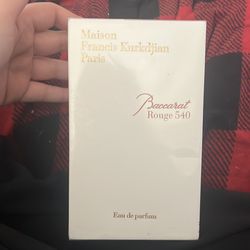 Maison
Francis Kurkdjian
Paris
Baccarat
Rouge 540
Eau de parfum